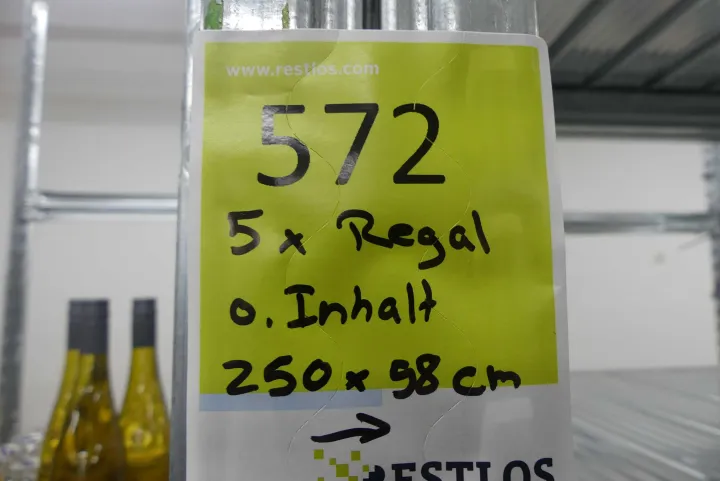 www.restlos.com
572
5 x Regal
o. Inhalt
250 x 98 cm
RESTLOS